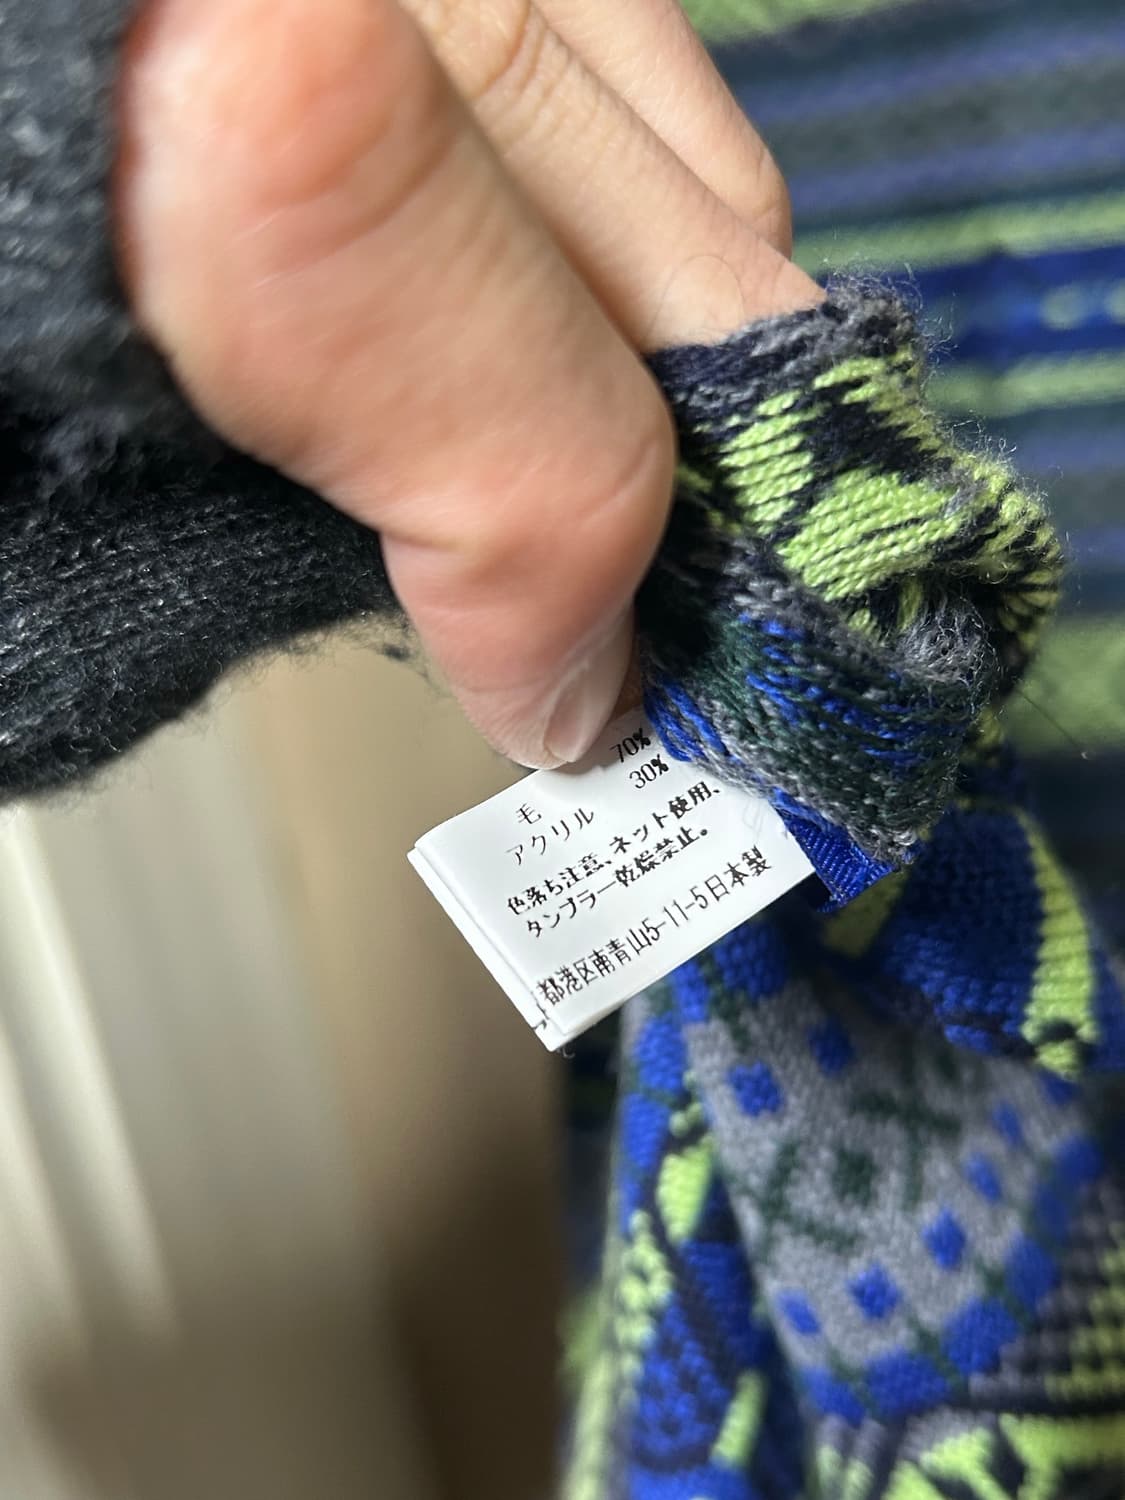 毛 70%
アクリル 30%
色落ち注意、ネット使用、
タンブラー乾燥禁止。
都港区南青山5-11-5日本製